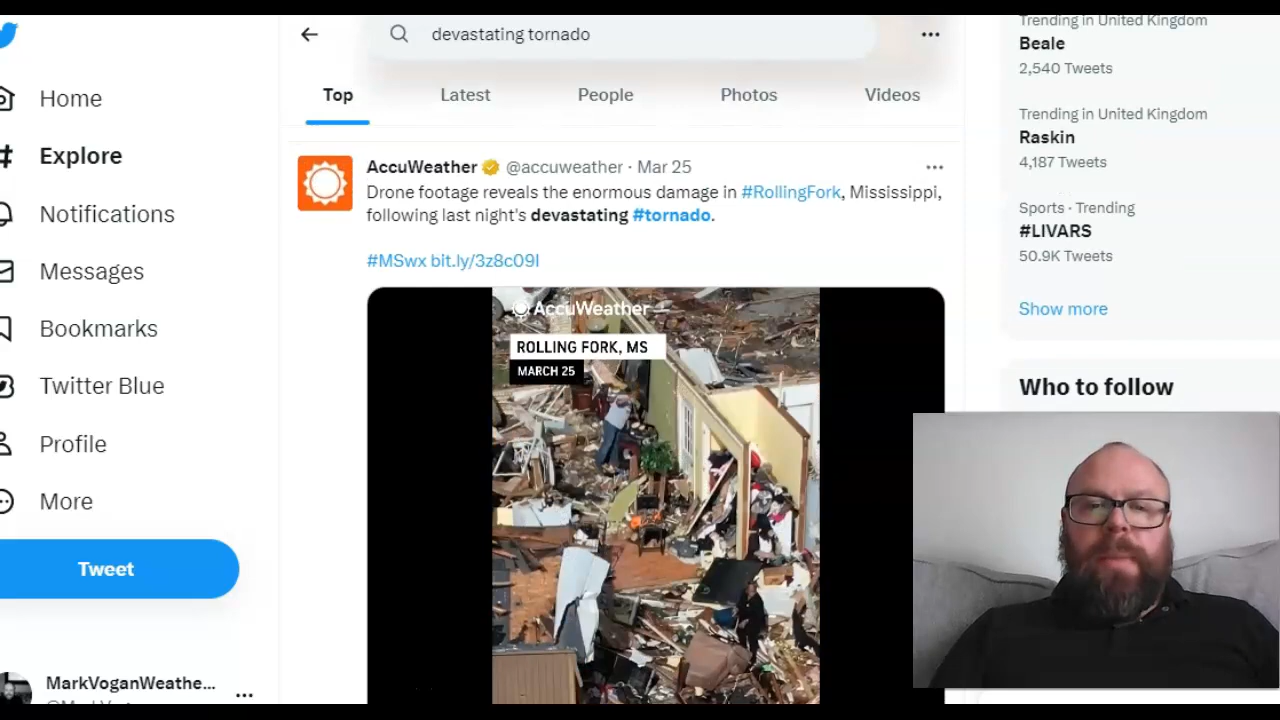 devastating tornado
Top
Latest
People
Photos
Videos
Home
Explore
Notifications
Messages
Bookmarks
Twitter Blue
Profile
More
Tweet
MarkVoganWeathe...
AccuWeather @accuweather · Mar 25
Drone footage reveals the enormous damage in #RollingFork, Mississippi,
following last night's devastating #tornado.
#MSwx bit.ly/3z8c09I
AccuWeather
ROLLING FORK, MS
MARCH 25
Trending in United Kingdom
Beale
2,540 Tweets
Trending in United Kingdom
Raskin
4,187 Tweets
Sports · Trending
#LIVARS
50.9K Tweets
Show more
Who to follow